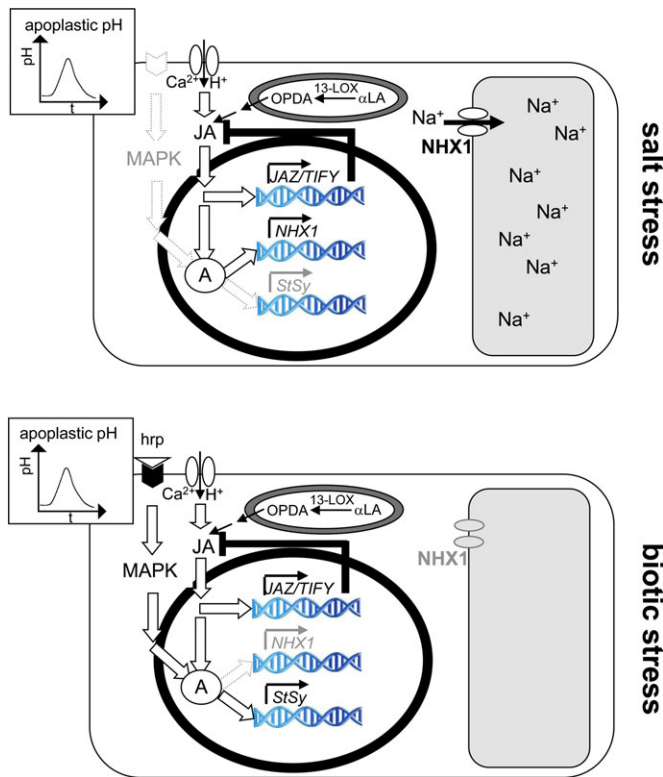 apoplastic pH
pH
t
Ca²⁺ H⁺
13-LOX
OPDA αLA
JA
MAPK
JAZ/TIFY
NHX1
A
StSy
Na⁺
NHX1
Na⁺
Na⁺
Na⁺
Na⁺
Na⁺
Na⁺
Na⁺
salt stress
apoplastic pH
pH
t
hrp
Ca²⁺ H⁺
13-LOX
OPDA αLA
JA
MAPK
JAZ/TIFY
NHX1
A
StSy
NHX1
biotic stress